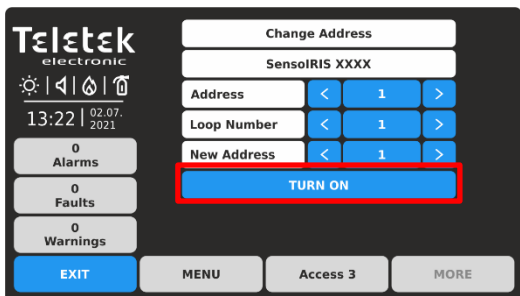 Teletek
electronic
13:22 02.07.
2021
0
Alarms
0
Faults
0
Warnings
Change Address
SensoIRIS XXXX
Address < 1 >
Loop Number < 1 >
New Address < 1 >
TURN ON
EXIT MENU Access 3 MORE